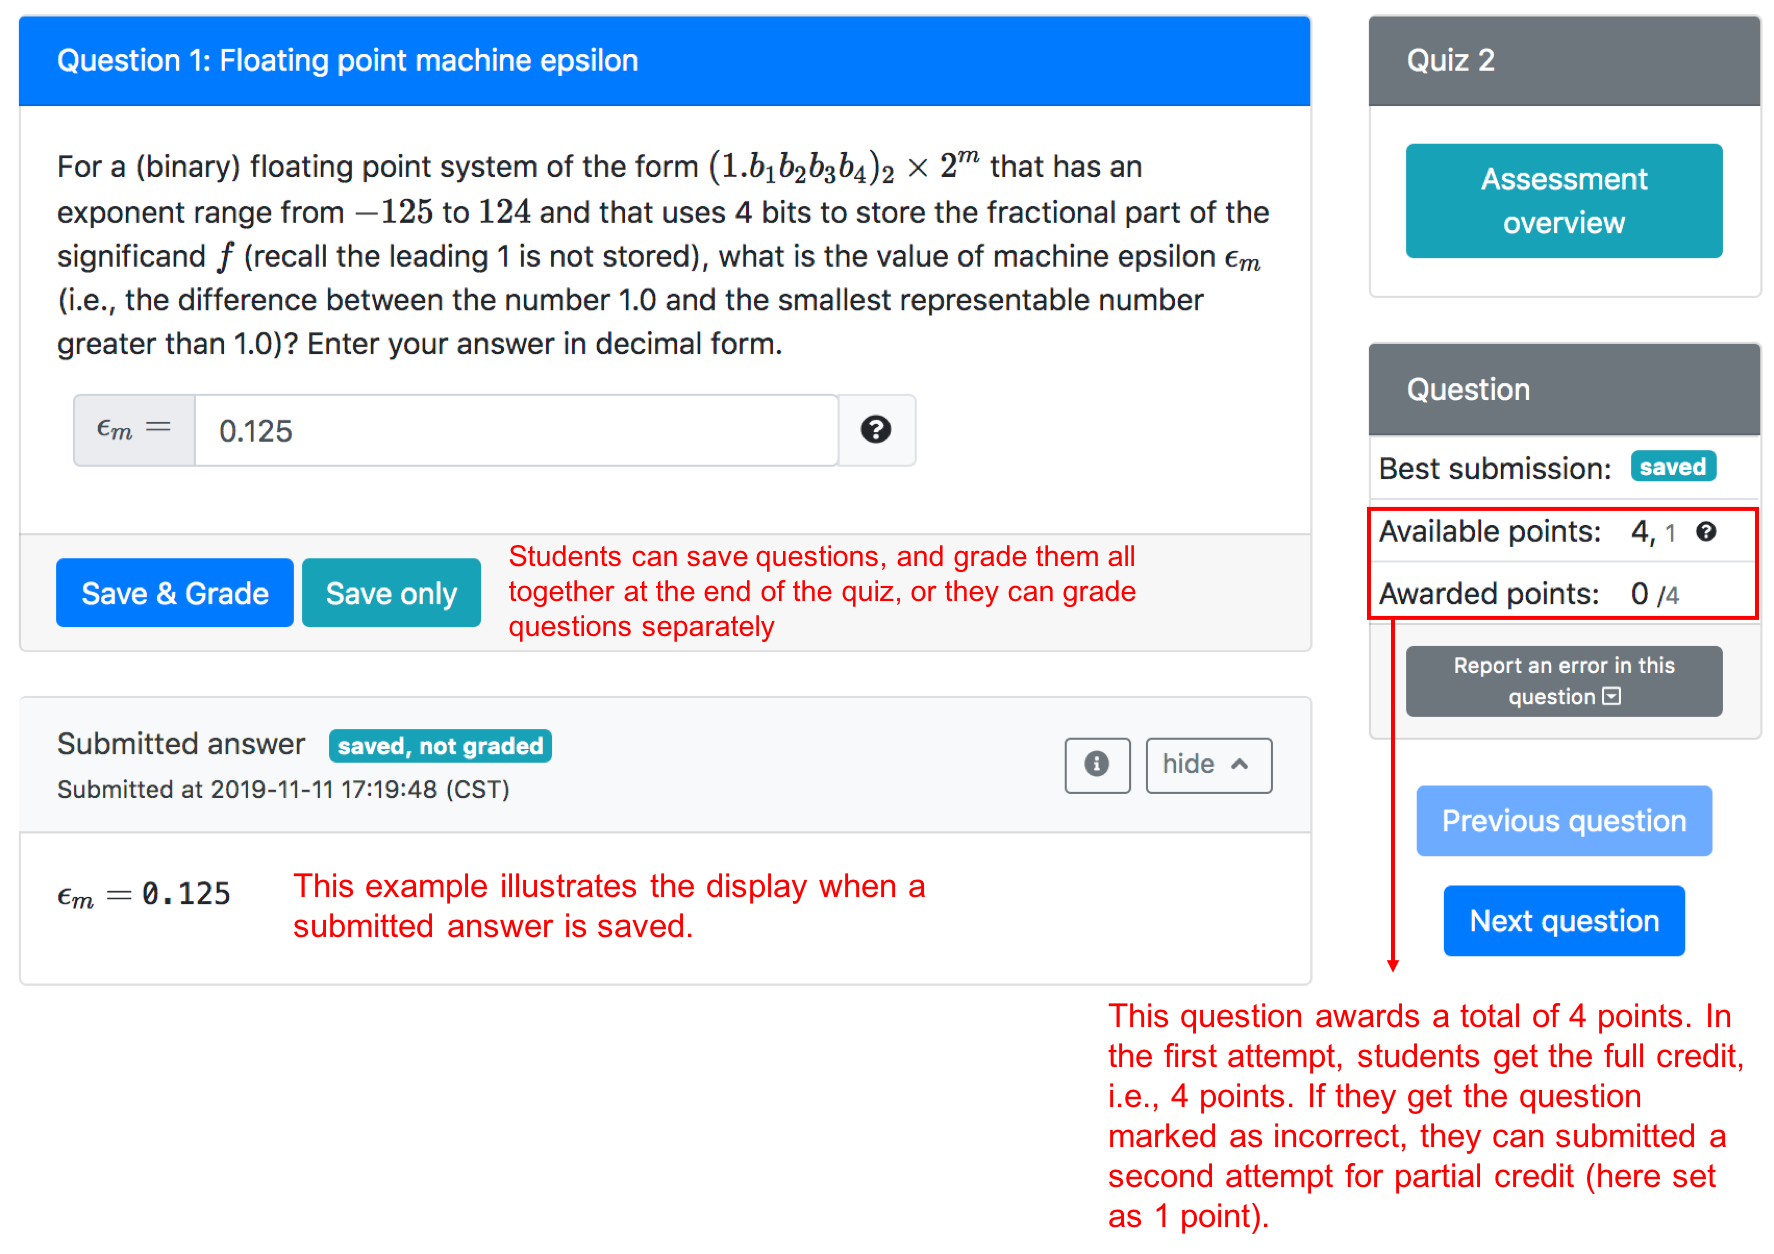 Question 1: Floating point machine epsilon
For a (binary) floating point system of the form (1.b₁b₂b₃b₄)₂ × 2ᵐ that has an
exponent range from −125 to 124 and that uses 4 bits to store the fractional part of the
significand f (recall the leading 1 is not stored), what is the value of machine epsilon ϵₘ
(i.e., the difference between the number 1.0 and the smallest representable number
greater than 1.0)? Enter your answer in decimal form.
ϵₘ = 0.125
Save & Grade
Save only
Students can save questions, and grade them all
together at the end of the quiz, or they can grade
questions separately
Submitted answer saved, not graded
Submitted at 2019-11-11 17:19:48 (CST)
hide
ϵₘ = 0.125
This example illustrates the display when a
submitted answer is saved.
Quiz 2
Assessment
overview
Question
Best submission: saved
Available points: 4, 1
Awarded points: 0 /4
Report an error in this
question
Previous question
Next question
This question awards a total of 4 points. In
the first attempt, students get the full credit,
i.e., 4 points. If they get the question
marked as incorrect, they can submitted a
second attempt for partial credit (here set
as 1 point).